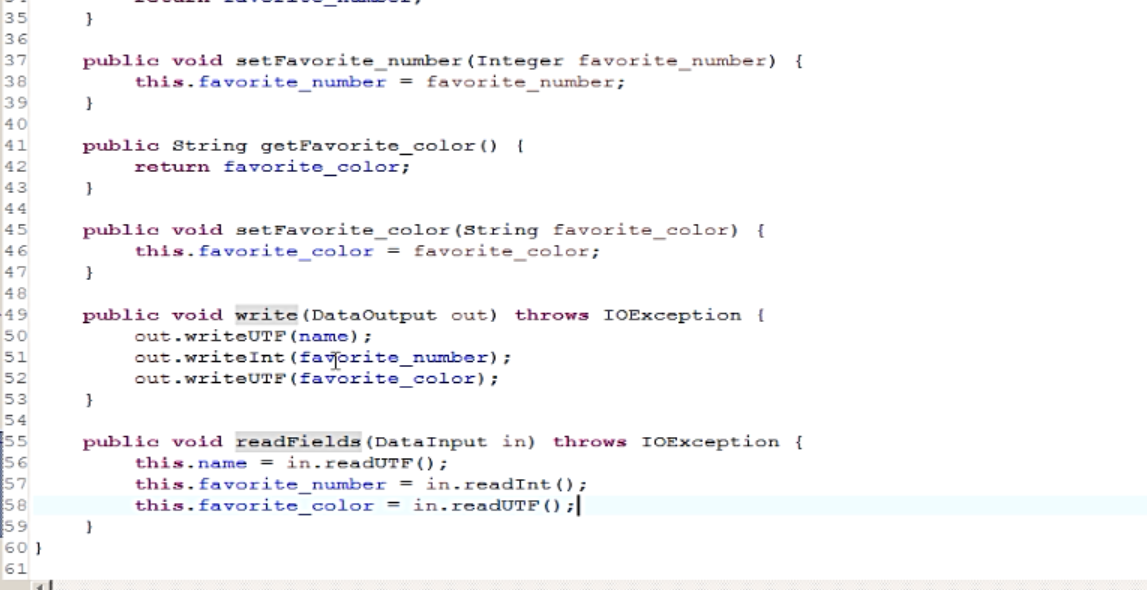 35 }
36
37 public void setFavorite_number(Integer favorite_number) {
38 this.favorite_number = favorite_number;
39 }
40
41 public String getFavorite_color() {
42 return favorite_color;
43 }
44
45 public void setFavorite_color(String favorite_color) {
46 this.favorite_color = favorite_color;
47 }
48
49 public void write(DataOutput out) throws IOException {
50 out.writeUTF(name);
51 out.writeInt(favorite_number);
52 out.writeUTF(favorite_color);
53 }
54
55 public void readFields(DataInput in) throws IOException {
56 this.name = in.readUTF();
57 this.favorite_number = in.readInt();
58 this.favorite_color = in.readUTF();
59 }
60 }
61